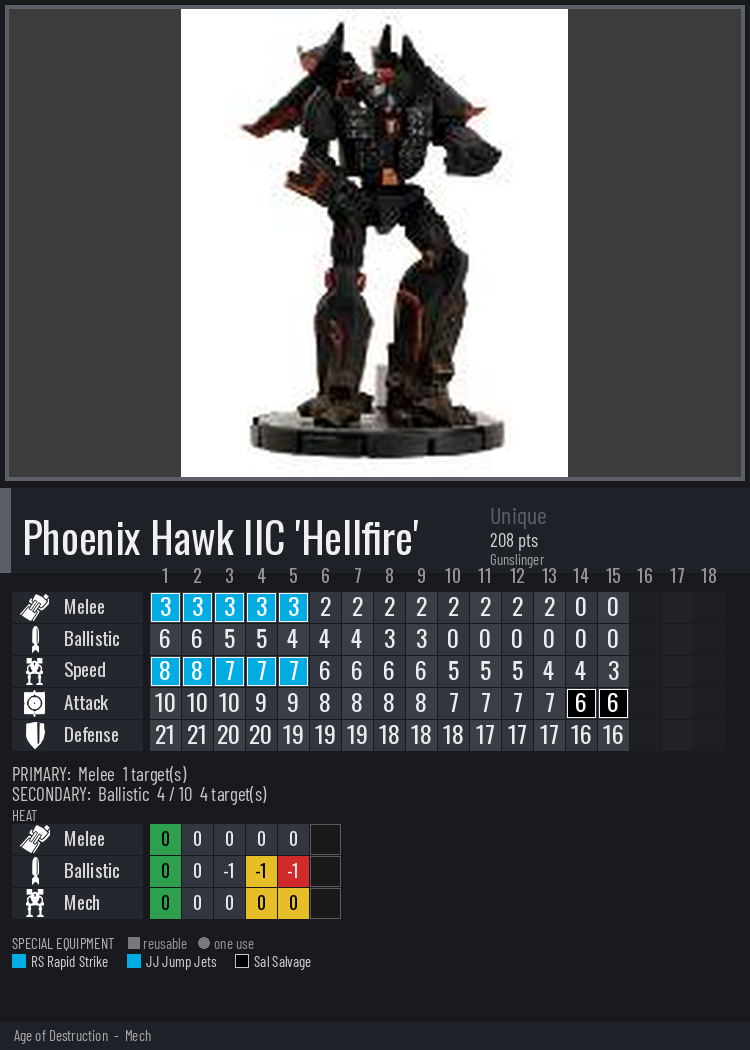 Phoenix Hawk IIC 'Hellfire'
Unique
208 pts
Gunslinger
1 2 3 4 5 6 7 8 9 10 11 12 13 14 15 16 17 18
Melee 3 3 3 3 3 2 2 2 2 2 2 2 2 0 0
Ballistic 6 6 5 5 4 4 4 3 3 0 0 0 0 0 0
Speed 8 8 7 7 7 6 6 6 6 5 5 5 4 4 3
Attack 10 10 10 9 9 8 8 8 8 7 7 7 7 6 6
Defense 21 21 20 20 19 19 19 18 18 18 17 17 17 16 16
PRIMARY: Melee 1 target(s)
SECONDARY: Ballistic 4 / 10 4 target(s)
HEAT
Melee 0 0 0 0 0
Ballistic 0 0 -1 -1 -1
Mech 0 0 0 0 0
SPECIAL EQUIPMENT reusable one use
RS Rapid Strike JJ Jump Jets Sal Salvage
Age of Destruction - Mech